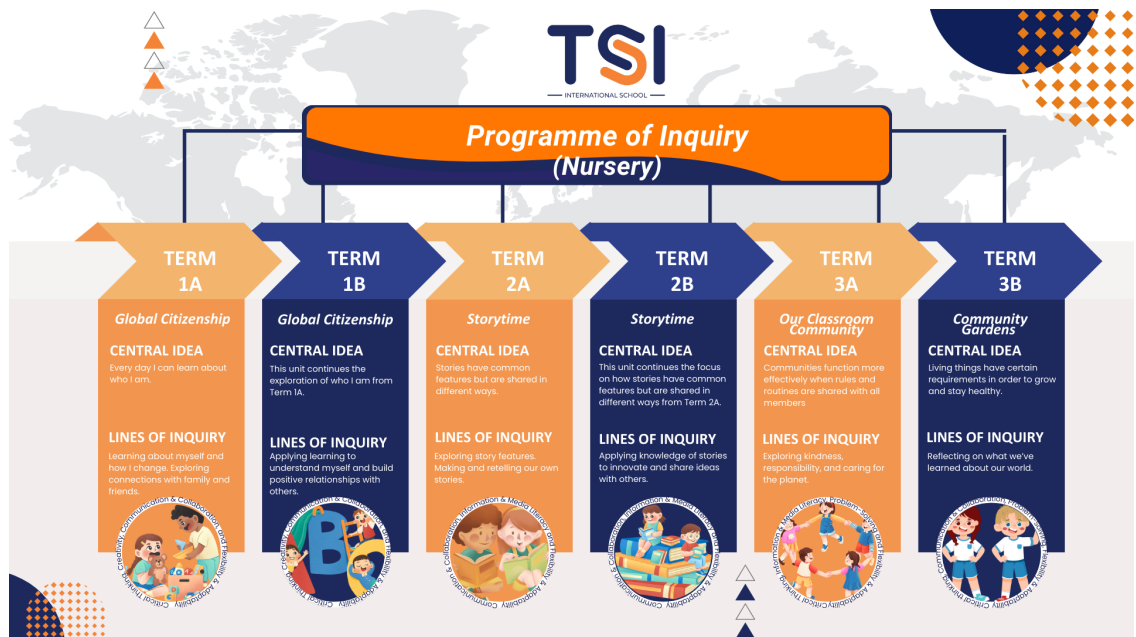 TSI
INTERNATIONAL SCHOOL
Programme of Inquiry
(Nursery)
TERM
1A
Global Citizenship
CENTRAL IDEA
Every day I can learn about
who I am.
LINES OF INQUIRY
Learning about myself and
how I change. Exploring
connections with family and
friends.
TERM
1B
Global Citizenship
CENTRAL IDEA
This unit continues the
exploration of who I am from
Term 1A.
LINES OF INQUIRY
Applying learning to
understand myself and build
positive relationships with
others.
B
TERM
2A
Storytime
CENTRAL IDEA
Stories have common
features but are shared in
different ways.
LINES OF INQUIRY
Exploring story features.
Making and retelling our own
stories.
TERM
2B
Storytime
CENTRAL IDEA
This unit continues the focus
on how stories have common
features but are shared in
different ways from Term 2A.
LINES OF INQUIRY
Applying knowledge of stories
to innovate and share ideas
with others.
TERM
3A
Our Classroom
Community
CENTRAL IDEA
Communities function more
effectively when rules and
routines are shared with all
members
LINES OF INQUIRY
Exploring kindness,
responsibility, and caring for
the planet.
TERM
3B
Community
Gardens
CENTRAL IDEA
Living things have certain
requirements in order to grow
and stay healthy.
LINES OF INQUIRY
Reflecting on what we've
learned about our world.